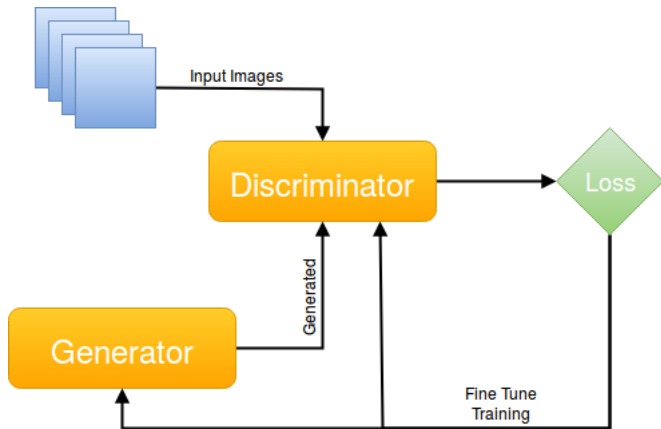 Input Images
Discriminator
Loss
Generated
Generator
Fine Tune
Training